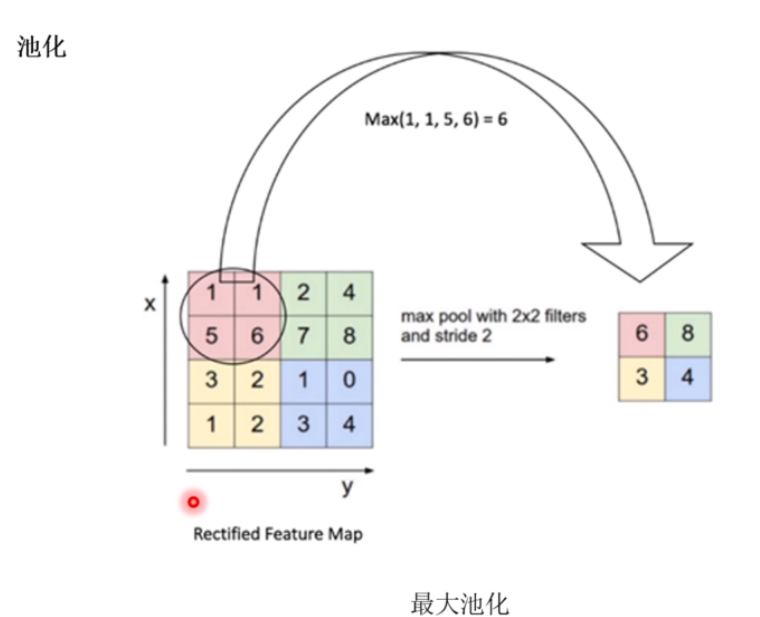 池化
Max(1, 1, 5, 6) = 6
x
1 1 2 4
5 6 7 8
3 2 1 0
1 2 3 4
y
Rectified Feature Map
max pool with 2x2 filters
and stride 2
6 8
3 4
最大池化